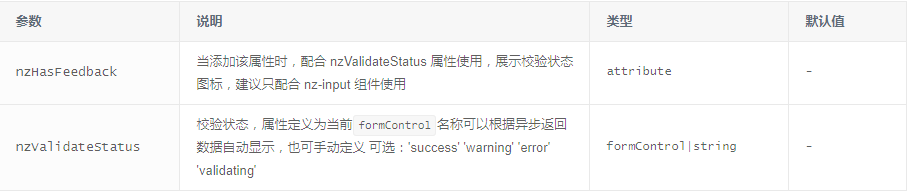 参数 说明 类型 默认值
当添加该属性时，配合 nzValidateStatus 属性使用，展示校验状态
nzHasFeedback attribute -
图标，建议只配合 nz-input 组件使用
校验状态，属性定义为当前 formControl 名称可以根据异步返回
nzValidateStatus 数据自动显示，也可手动定义 可选：'success' 'warning' 'error' formControl|string -
'validating'